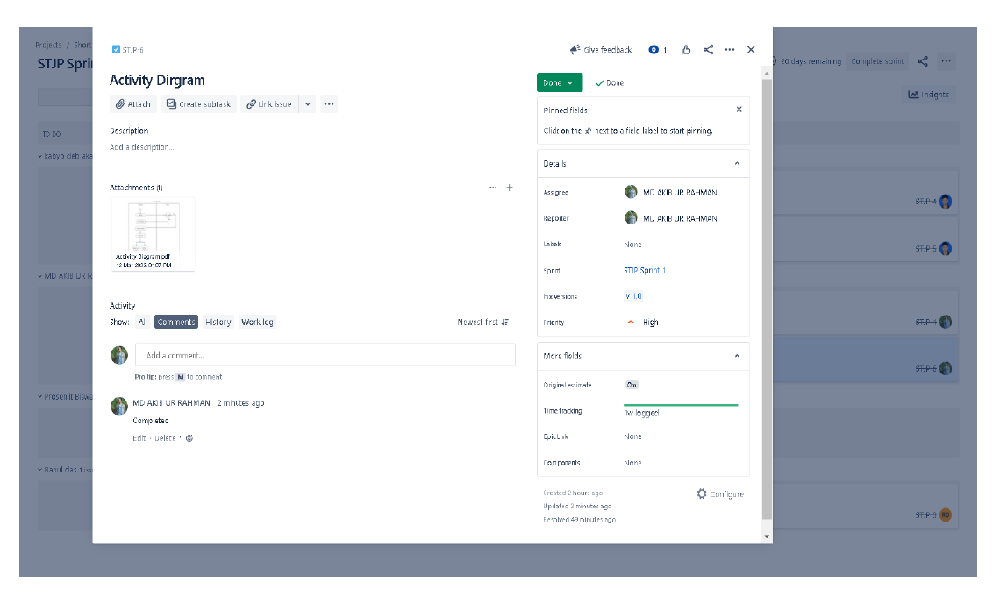 Projects / Short
STJP Spri
STJP-6
Give feedback
1
20 days remaining
Complete sprint
Insights
Activity Dirgram
Attach
Create subtask
Link issue
Done
Done
Pinned fields
Click on the next to a field label to start pinning.
Description
Add a description...
TO DO
kabyo deb aka
Details
Attachments (1)
Assignee
MD AKIB UR RAHMAN
Reporter
MD AKIB UR RAHMAN
STJP-4
Labels
None
STJP-5
Activity Diagram.pdf
12 Mar 2022, 01:07 PM
Sprint
STJP Sprint 1
MD AKIB UR R
Fix versions
v 1.0
Activity
Show:
All
Comments
History
Work log
Newest first
Priority
High
STJP-1
Add a comment...
More fields
STJP-6
Pro tip: press M to comment
Original estimate
0m
Prosenjit Biswa
MD AKIB UR RAHMAN 2 minutes ago
Completed
Edit · Delete ·
Time tracking
1w logged
Epic Link
None
Components
None
Rahul das 1 iss
Created 2 hours ago
Updated 2 minutes ago
Resolved 49 minutes ago
Configure
STJP-3
RD